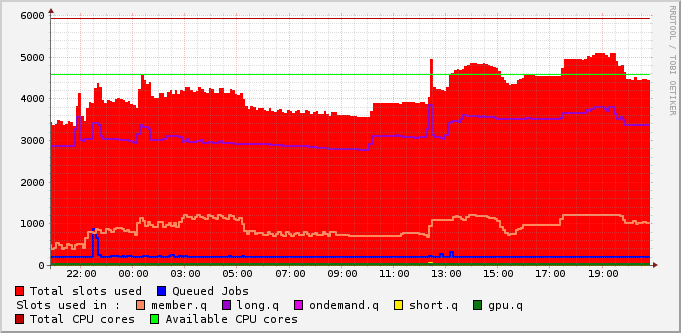 RRDTOOL / TOBI OETIKER
6000
5000
4000
3000
2000
1000
0
22:00 00:00 03:00 05:00 07:00 09:00 11:00 13:00 15:00 17:00 19:00
Total slots used Queued Jobs
Slots used in : member.q long.q ondemand.q short.q gpu.q
Total CPU cores Available CPU cores